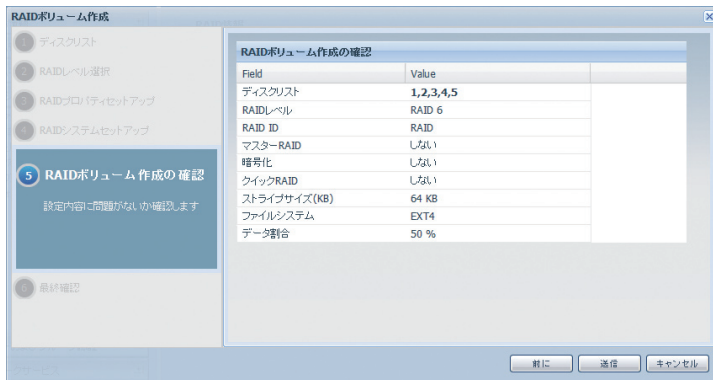 RAIDボリューム作成
1 ディスクリスト
2 RAIDレベル選択
3 RAIDプロパティセットアップ
4 RAIDシステムセットアップ
5 RAIDボリューム作成の確認
設定内容に問題がないか確認します
6 最終確認
RAIDボリューム作成の確認
Field Value
ディスクリスト 1,2,3,4,5
RAIDレベル RAID 6
RAID ID RAID
マスターRAID しない
暗号化 しない
クイックRAID しない
ストライプサイズ(KB) 64 KB
ファイルシステム EXT4
データ割合 50 %
前に 送信 キャンセル